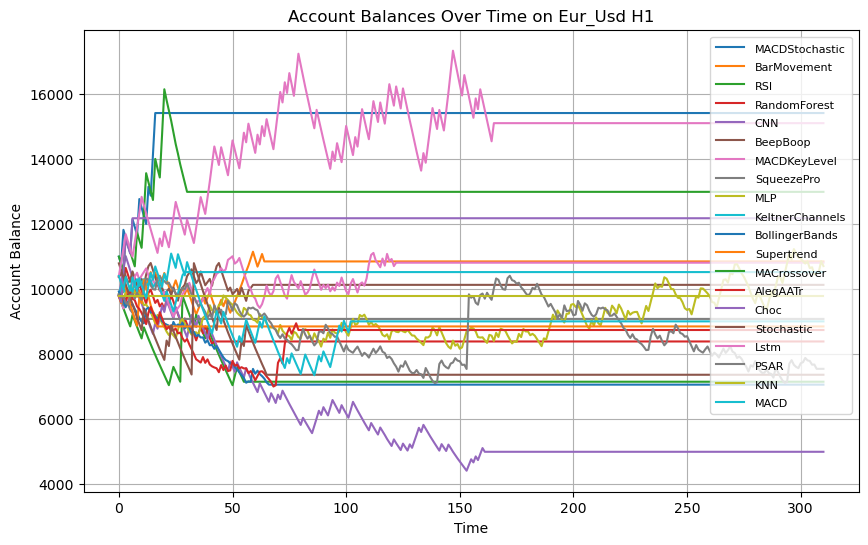 Account Balances Over Time on Eur_Usd H1
Account Balance
16000
14000
12000
10000
8000
6000
4000
0
50
100
150
200
250
300
Time
MACDStochastic
BarMovement
RSI
RandomForest
CNN
BeepBoop
MACDKeyLevel
SqueezePro
MLP
KeltnerChannels
BollingerBands
Supertrend
MACrossover
AlegAATr
Choc
Stochastic
Lstm
PSAR
KNN
MACD